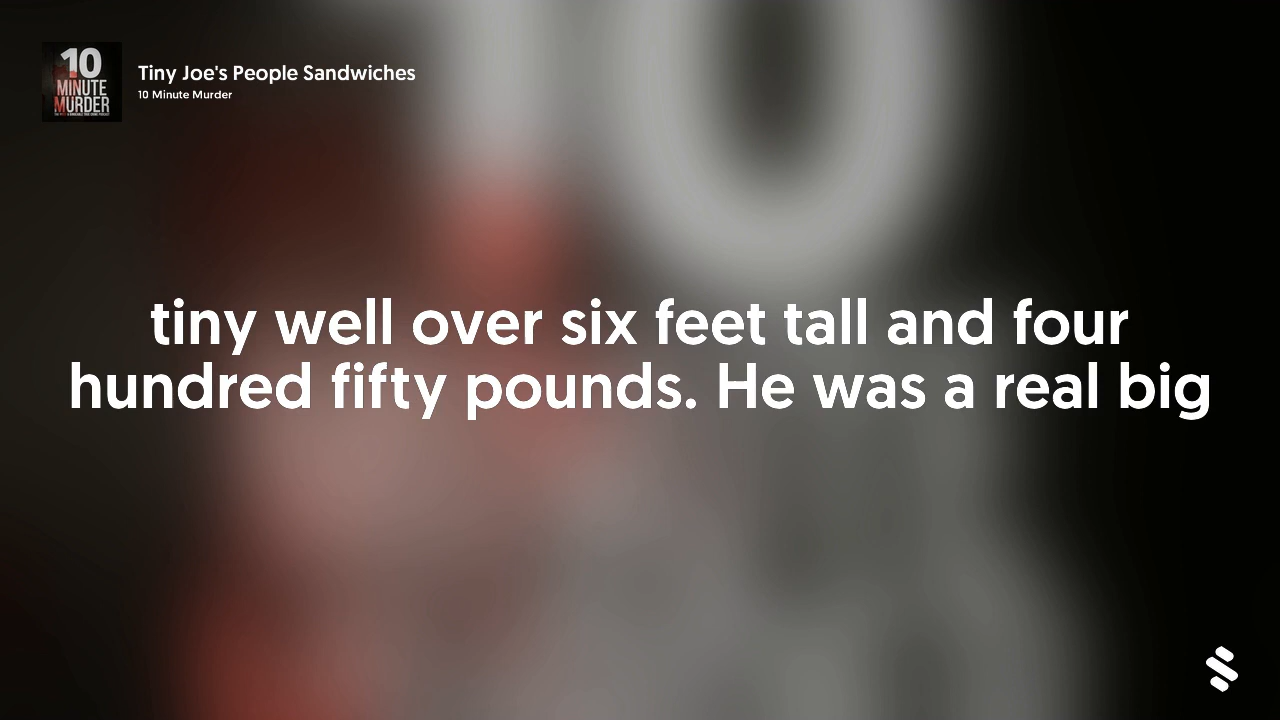 10
MINUTE
MURDER
Tiny Joe's People Sandwiches
10 Minute Murder
tiny well over six feet tall and four
hundred fifty pounds. He was a real big